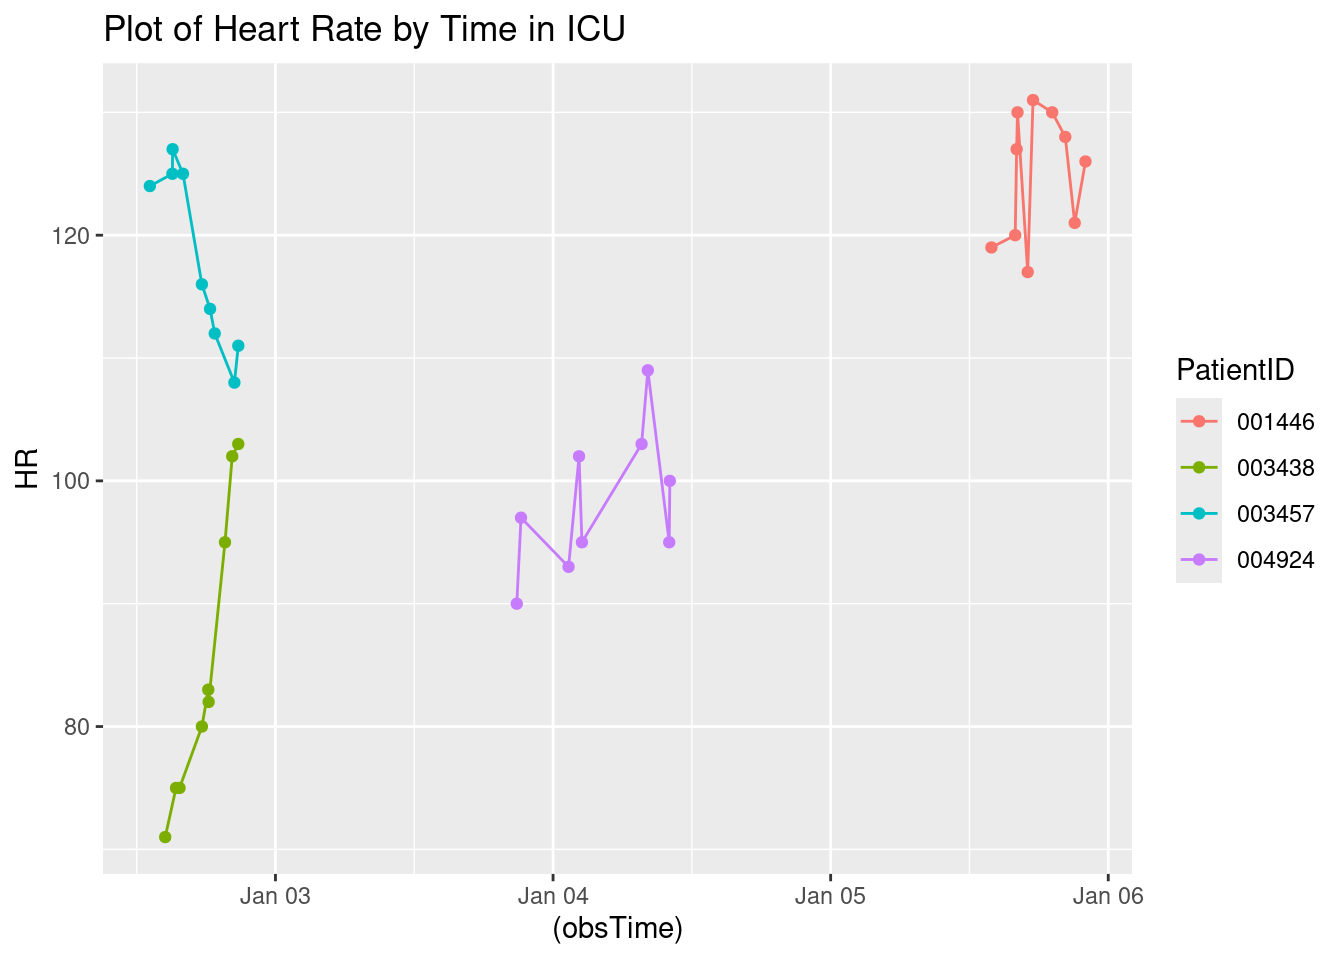 Plot of Heart Rate by Time in ICU
120
100
80
HR
Jan 03
Jan 04
Jan 05
Jan 06
(obsTime)
PatientID
001446
003438
003457
004924